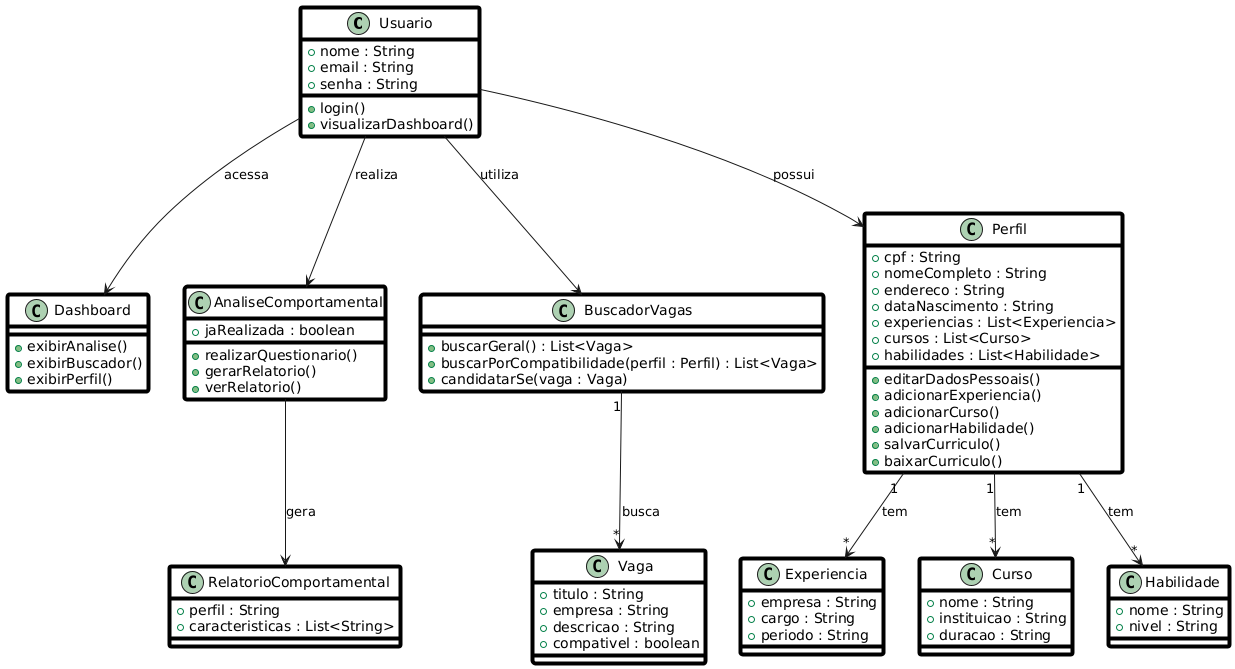 C Usuario
nome : String
email : String
senha : String
login()
visualizarDashboard()
acessa
realiza
utiliza
possui
C Dashboard
exibirAnalise()
exibirBuscador()
exibirPerfil()
C AnaliseComportamental
jaRealizada : boolean
realizarQuestionario()
gerarRelatorio()
verRelatorio()
C BuscadorVagas
buscarGeral() : List<Vaga>
buscarPorCompatibilidade(perfil : Perfil) : List<Vaga>
candidatarSe(vaga : Vaga)
C Perfil
cpf : String
nomeCompleto : String
endereco : String
dataNascimento : String
experiencias : List<Experiencia>
cursos : List<Curso>
habilidades : List<Habilidade>
editarDadosPessoais()
adicionarExperiencia()
adicionarCurso()
adicionarHabilidade()
salvarCurriculo()
baixarCurriculo()
gera
1
busca
*
1
tem
*
1
tem
*
1
tem
*
C RelatorioComportamental
perfil : String
caracteristicas : List<String>
C Vaga
titulo : String
empresa : String
descricao : String
compativel : boolean
C Experiencia
empresa : String
cargo : String
periodo : String
C Curso
nome : String
instituicao : String
duracao : String
C Habilidade
nome : String
nivel : String